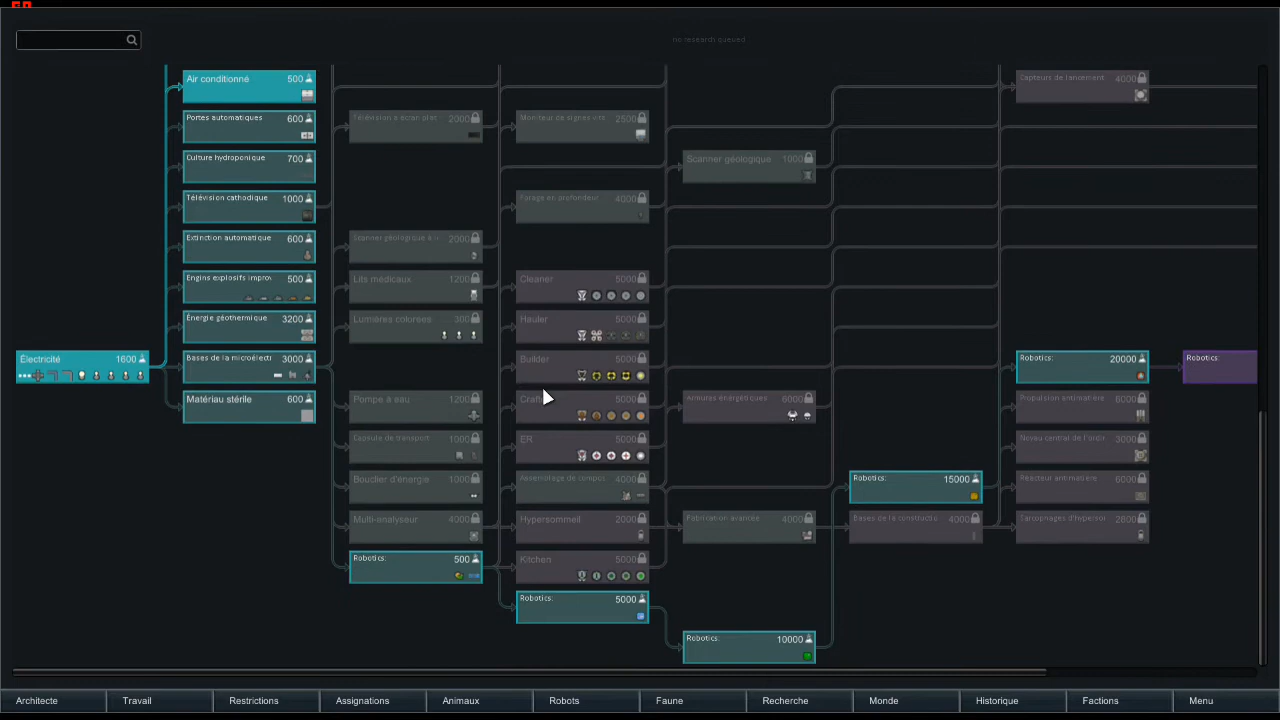 no research queued
Air conditionné 500
Capteurs de lancement 4000
Portes automatiques 600
Télévision à écran plat 2000
Moniteur de signes vita 2500
Culture hydroponique 700
Scanner géologique 1000
Télévision cathodique 1000
Forage en profondeur 4000
Extinction automatique 600
Scanner géologique à 2000
Engins explosifs improv 500
Lits médicaux 1200
Cleaner 5000
Énergie géothermique 3200
Lumières colorées 300
Hauler 5000
Électricité 1600
Bases de la microélectr 3000
Builder 5000
Robotics: 20000
Robotics:
Matériau stérile 600
Pompe à eau 1200
5000
Armures énergétiques 6000
Propulsion antimatière 6000
Capsule de transport 1000
ER 5000
Noyau central de l'ordir 3000
Bouclier d'énergie 1000
Assemblage de compos 4000
Robotics: 15000
Réacteur antimatière 6000
Multi-analyseur 4000
Hypersommeil 2000
Fabrication avancée 4000
Bases de la constructio 4000
Sarcophages d'hypersor 2800
Robotics: 500
Kitchen 5000
Robotics: 5000
Robotics: 10000
Architecte Travail Restrictions Assignations Animaux Robots Faune Recherche Monde Historique Factions Menu